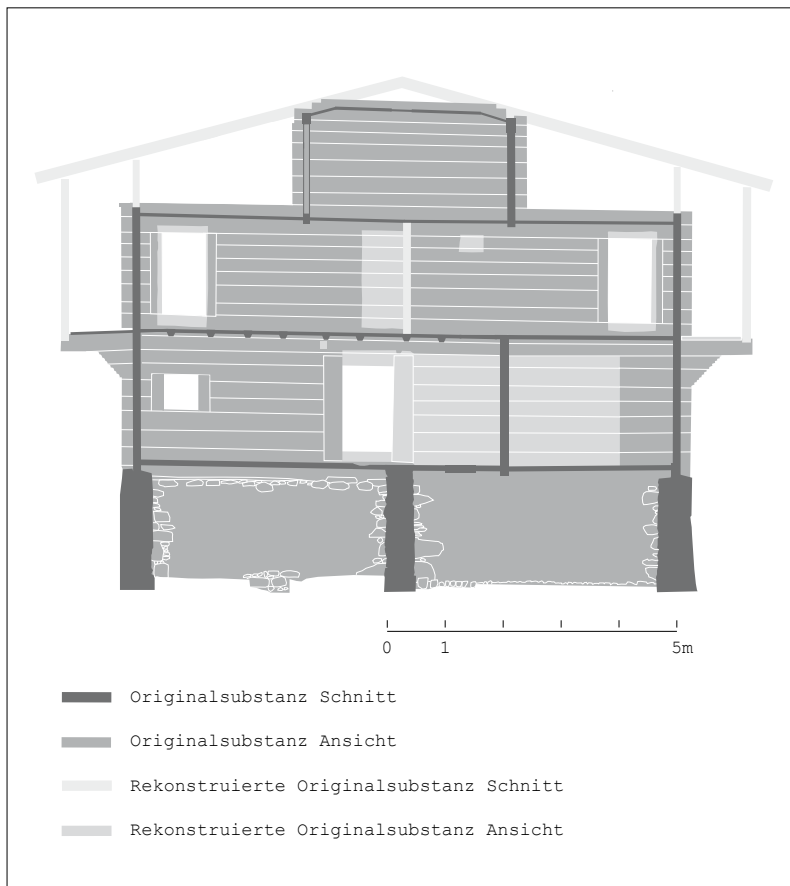 0 1 5m
Originalsubstanz Schnitt
Originalsubstanz Ansicht
Rekonstruierte Originalsubstanz Schnitt
Rekonstruierte Originalsubstanz Ansicht